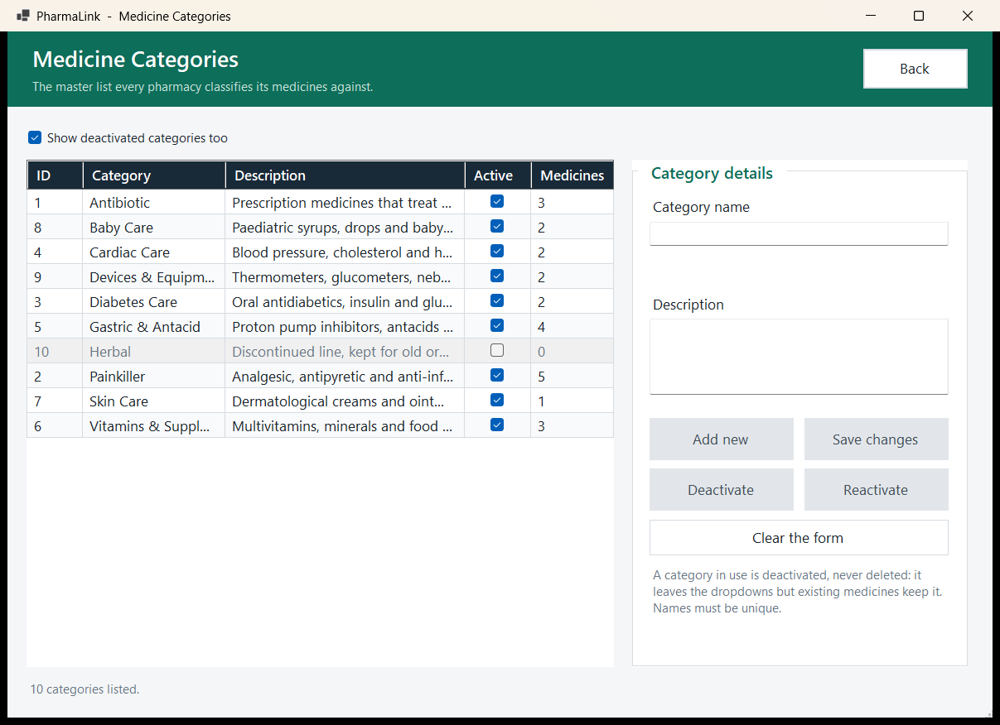 PharmaLink - Medicine Categories
Medicine Categories
The master list every pharmacy classifies its medicines against.
Back
Show deactivated categories too
ID Category Description Active Medicines
1 Antibiotic Prescription medicines that treat ... 3
8 Baby Care Paediatric syrups, drops and baby... 2
4 Cardiac Care Blood pressure, cholesterol and h... 2
9 Devices & Equipm... Thermometers, glucometers, neb... 2
3 Diabetes Care Oral antidiabetics, insulin and glu... 2
5 Gastric & Antacid Proton pump inhibitors, antacids ... 4
10 Herbal Discontinued line, kept for old or... 0
2 Painkiller Analgesic, antipyretic and anti-inf... 5
7 Skin Care Dermatological creams and oint... 1
6 Vitamins & Suppl... Multivitamins, minerals and food ... 3
10 categories listed.
Category details
Category name
Description
Add new Save changes
Deactivate Reactivate
Clear the form
A category in use is deactivated, never deleted: it
leaves the dropdowns but existing medicines keep it.
Names must be unique.